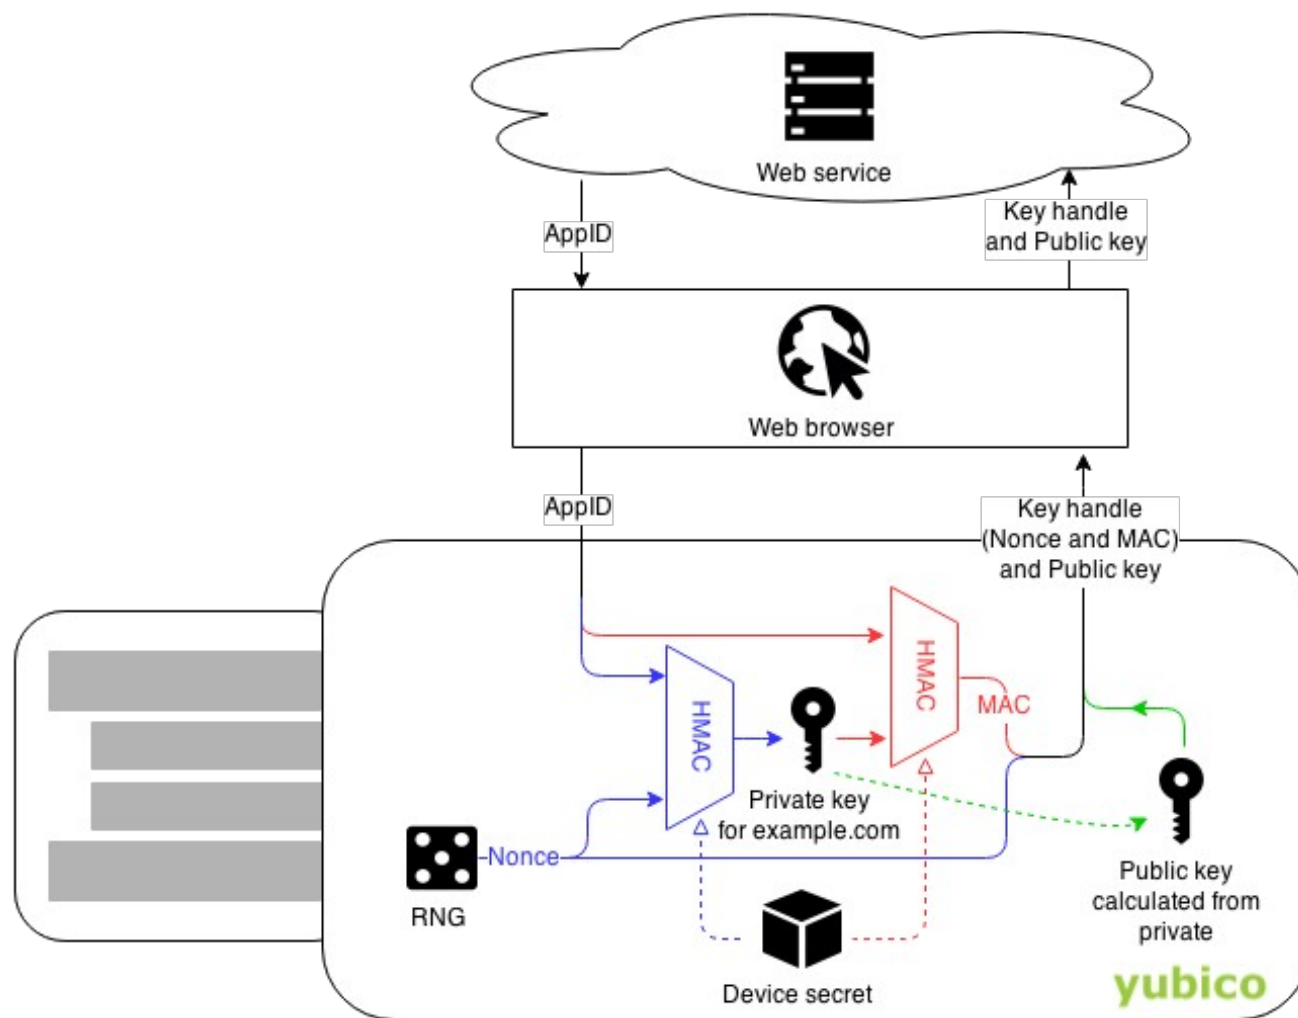 Web service
AppID
Key handle
and Public key
Web browser
AppID
Key handle
(Nonce and MAC)
and Public key
HMAC
HMAC
MAC
Private key
for example.com
Nonce
RNG
Device secret
Public key
calculated from
private
yubico